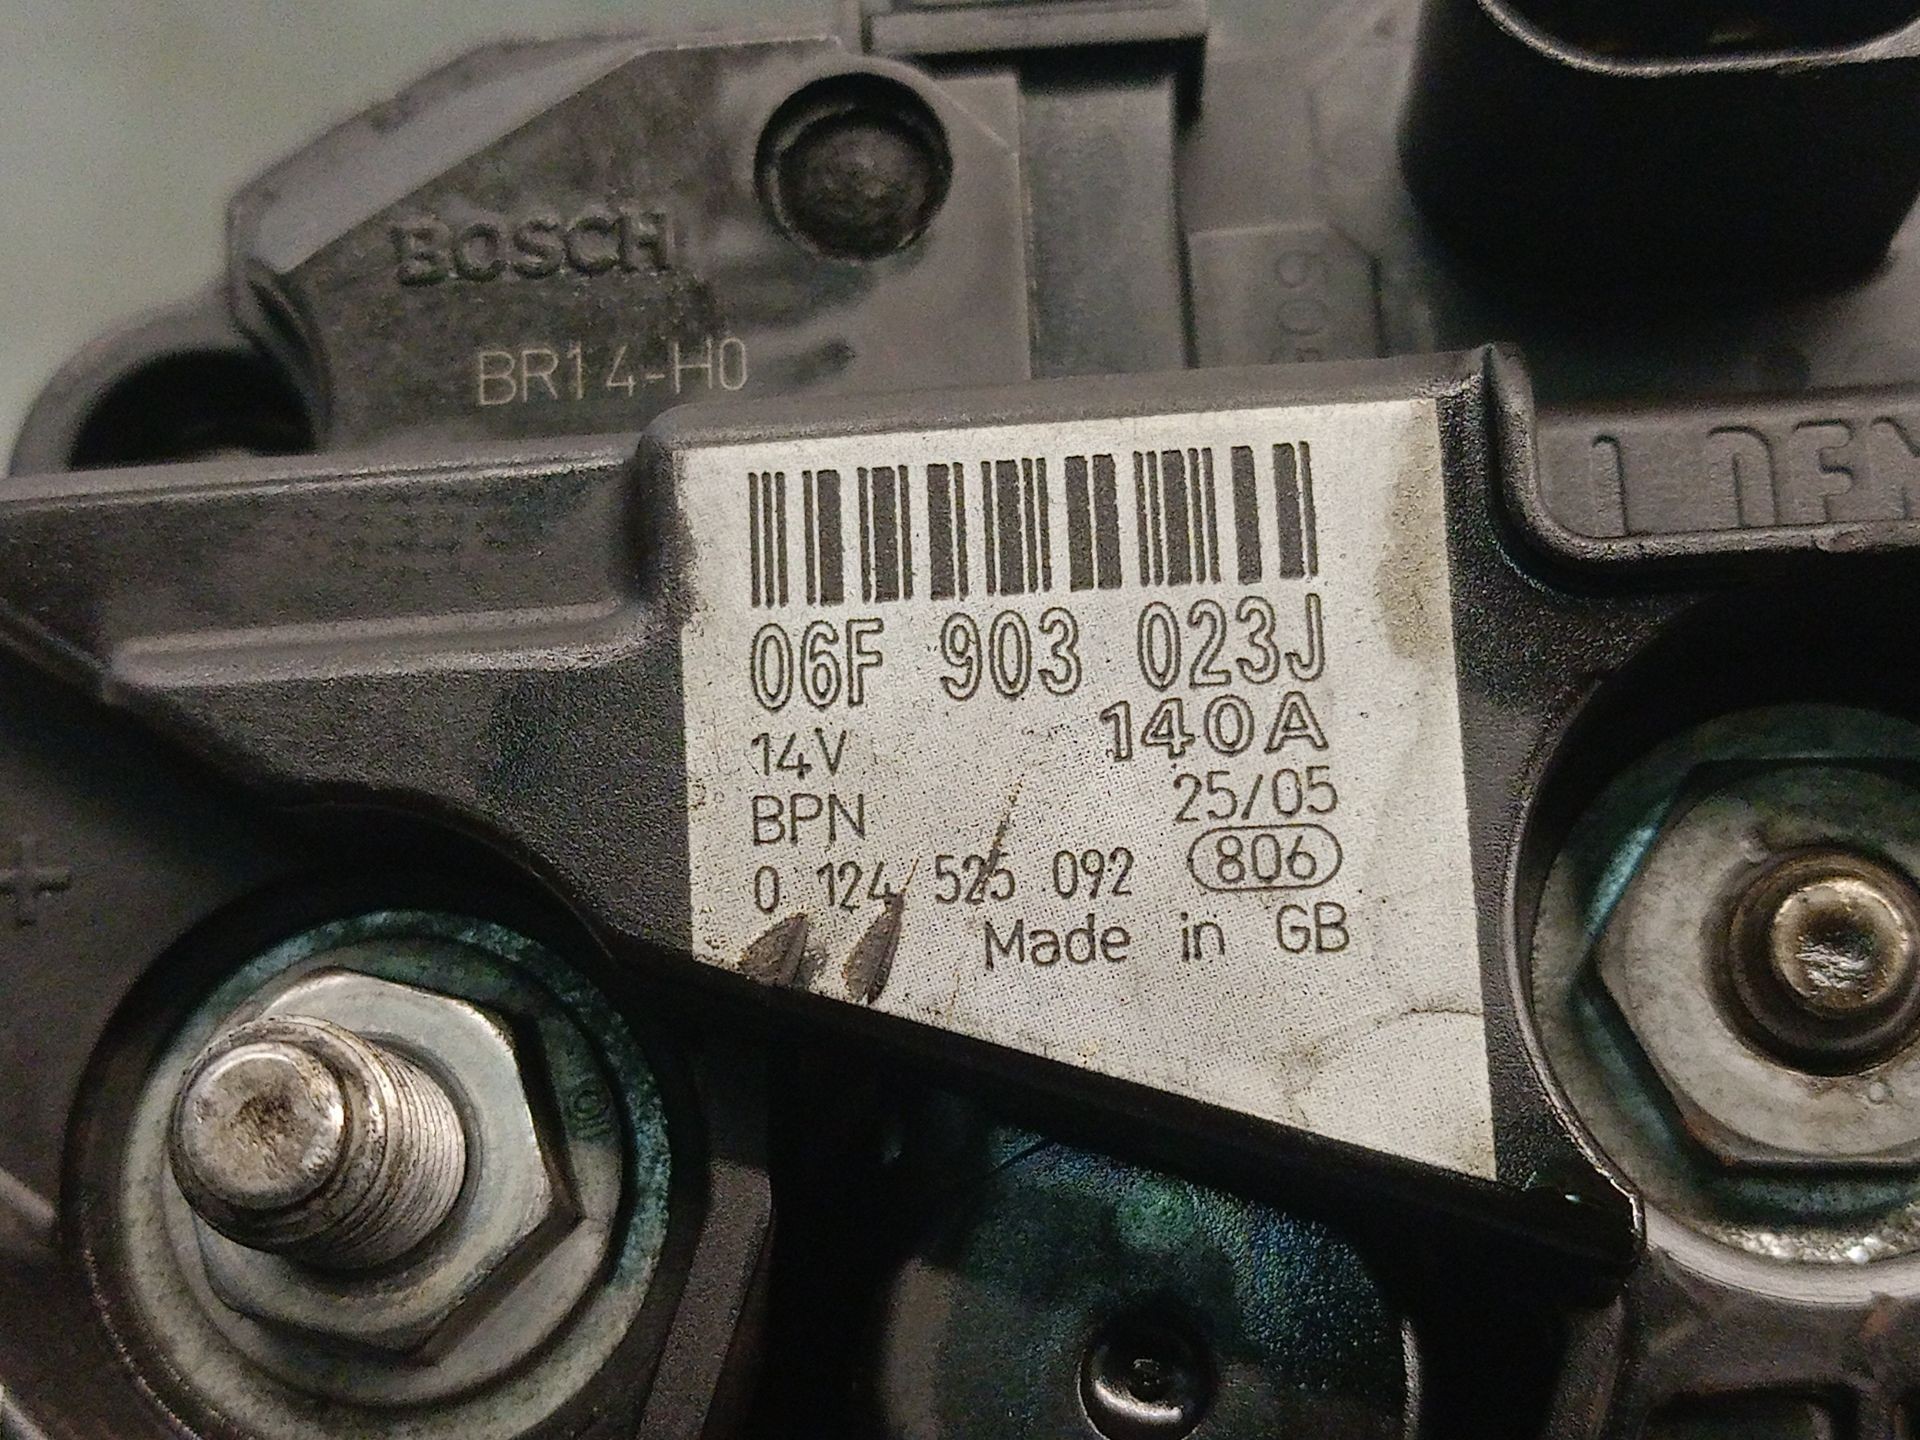 BOSCH
BR14-H0
06F 903 023J
14V 140A
BPN 25/05
0 124 525 092 806
Made in GB
+